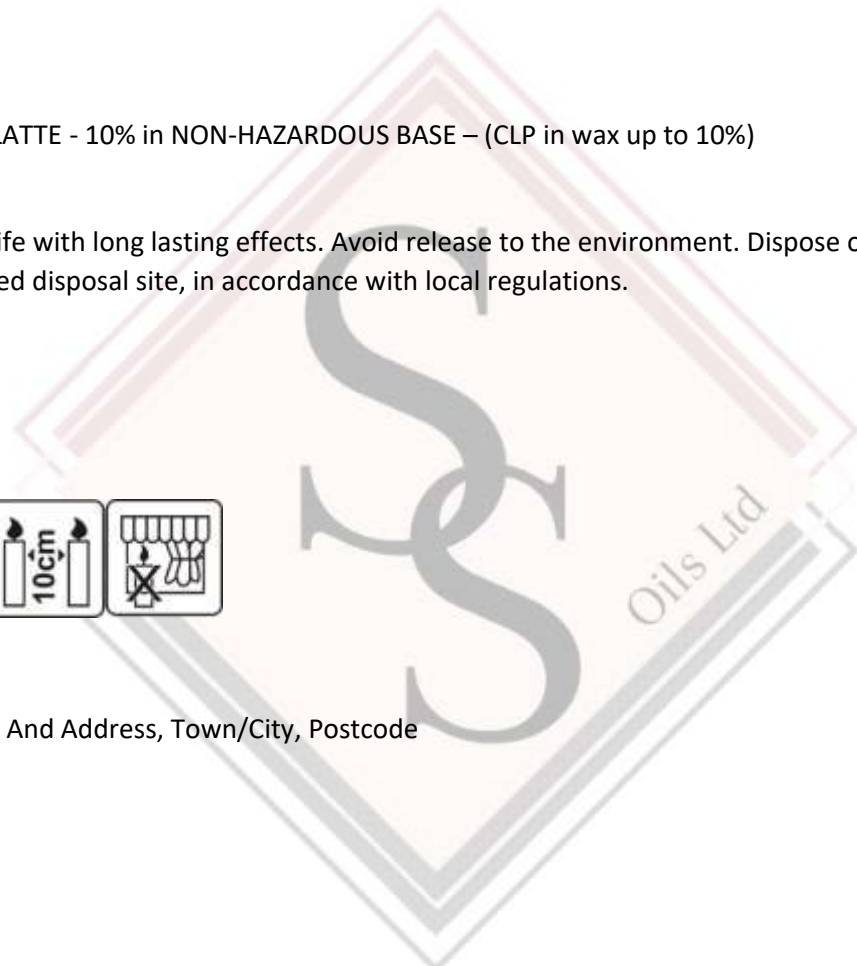 LATTE - 10% in NON-HAZARDOUS BASE – (CLP in wax up to 10%)
ife with long lasting effects. Avoid release to the environment. Dispose o
ed disposal site, in accordance with local regulations.
10cm
SS
Oils Ltd
And Address, Town/City, Postcode